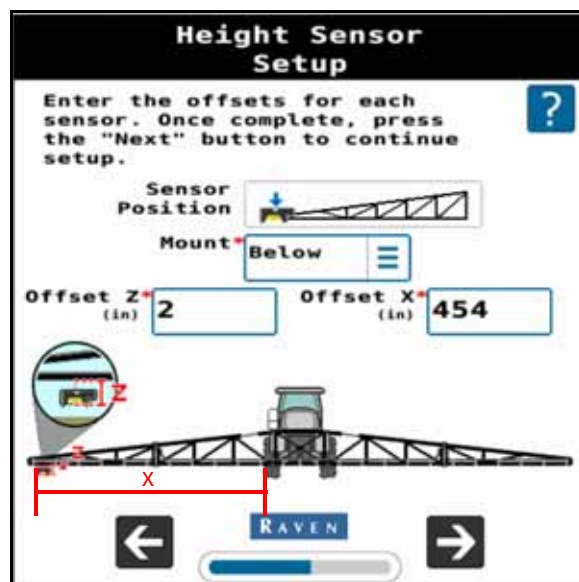 Height Sensor
Setup
Enter the offsets for each
sensor. Once complete, press
the "Next" button to continue
setup.
?
Sensor
Position
Mount*
Below
Offset Z*
(in)
2
Offset X*
(in)
454
Z
Z
X
RAVEN